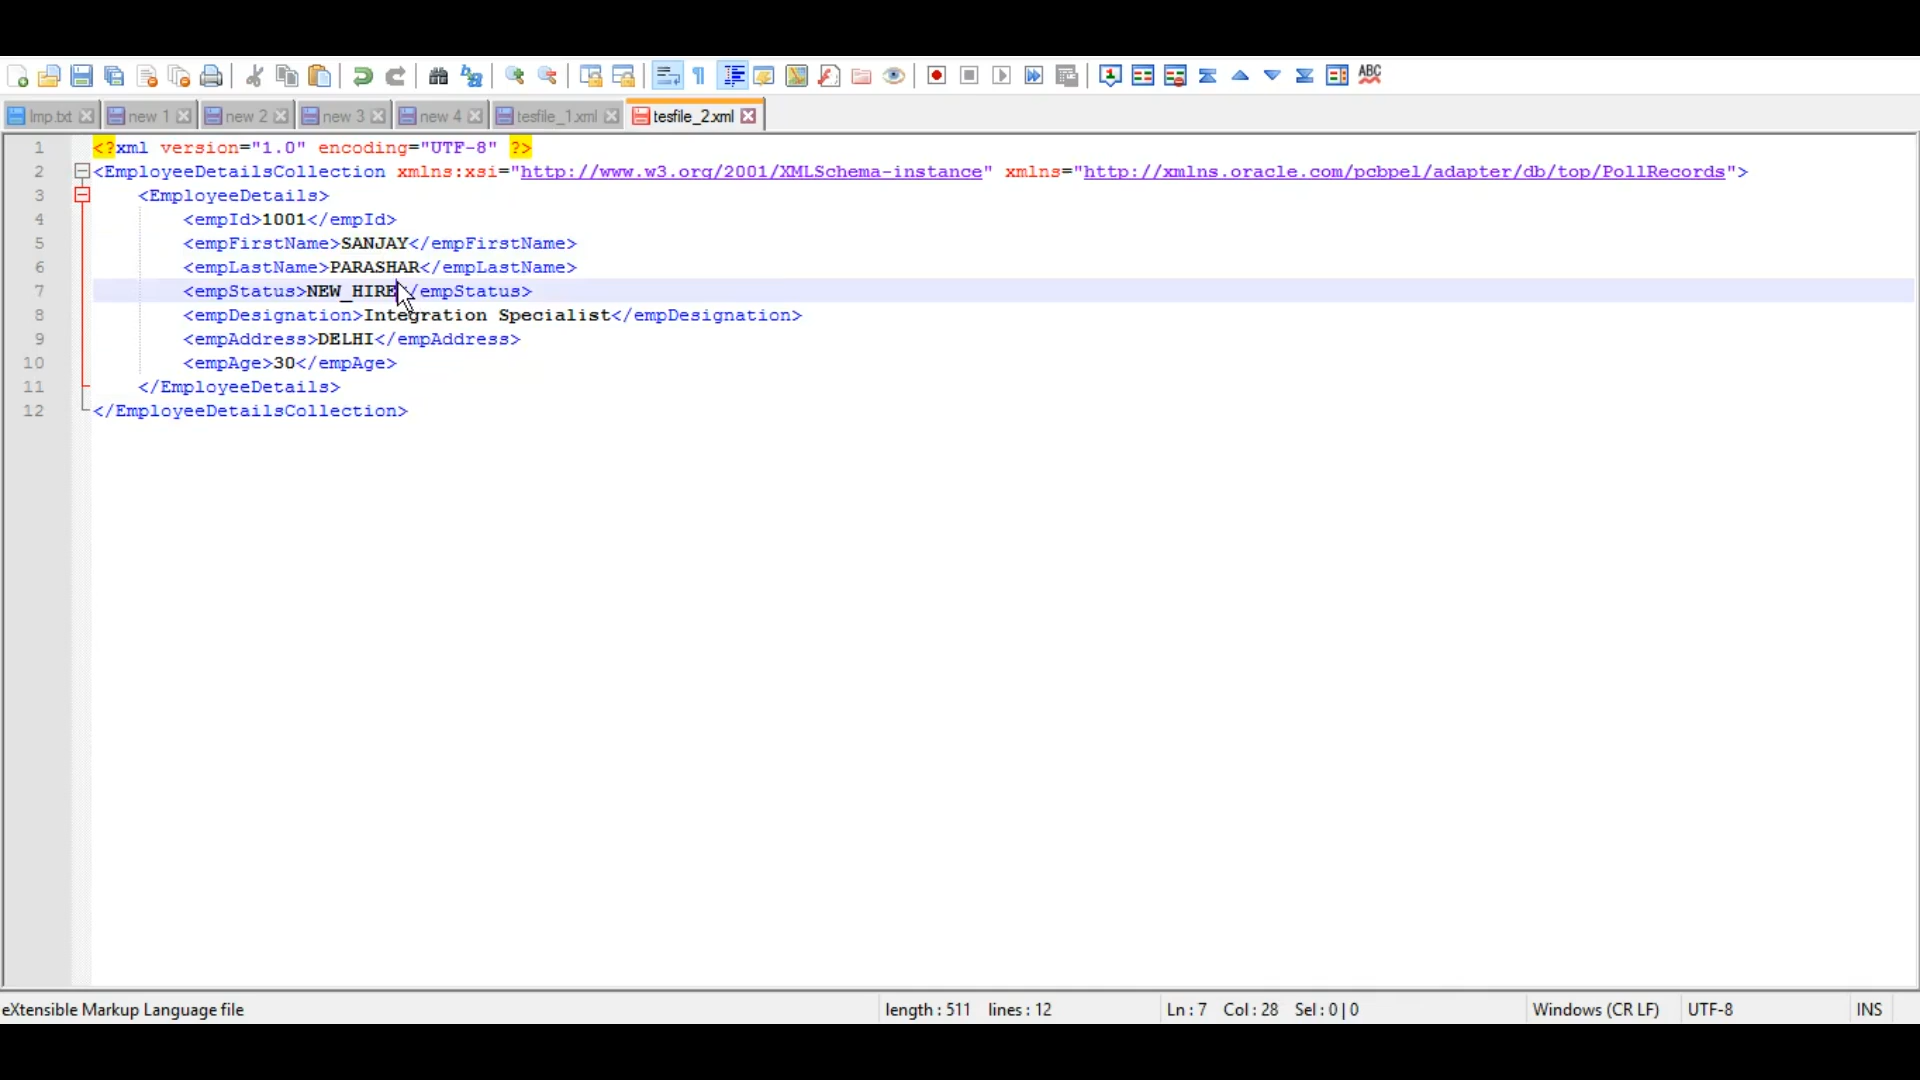 ABC
lmp.txt new 1 new 2 new 3 new 4 tesfile_1.xml tesfile_2.xml
1 <?xml version="1.0" encoding="UTF-8" ?>
2 <EmployeeDetailsCollection xmlns:xsi="http://www.w3.org/2001/XMLSchema-instance" xmlns="http://xmlns.oracle.com/pcbpel/adapter/db/top/PollRecords">
3 <EmployeeDetails>
4 <empId>1001</empId>
5 <empFirstName>SANJAY</empFirstName>
6 <empLastName>PARASHAR</empLastName>
7 <empStatus>NEW_HIRE</empStatus>
8 <empDesignation>Integration Specialist</empDesignation>
9 <empAddress>DELHI</empAddress>
10 <empAge>30</empAge>
11 </EmployeeDetails>
12 </EmployeeDetailsCollection>
eXtensible Markup Language file length : 511 lines : 12 Ln : 7 Col : 28 Sel : 0 | 0 Windows (CR LF) UTF-8 INS